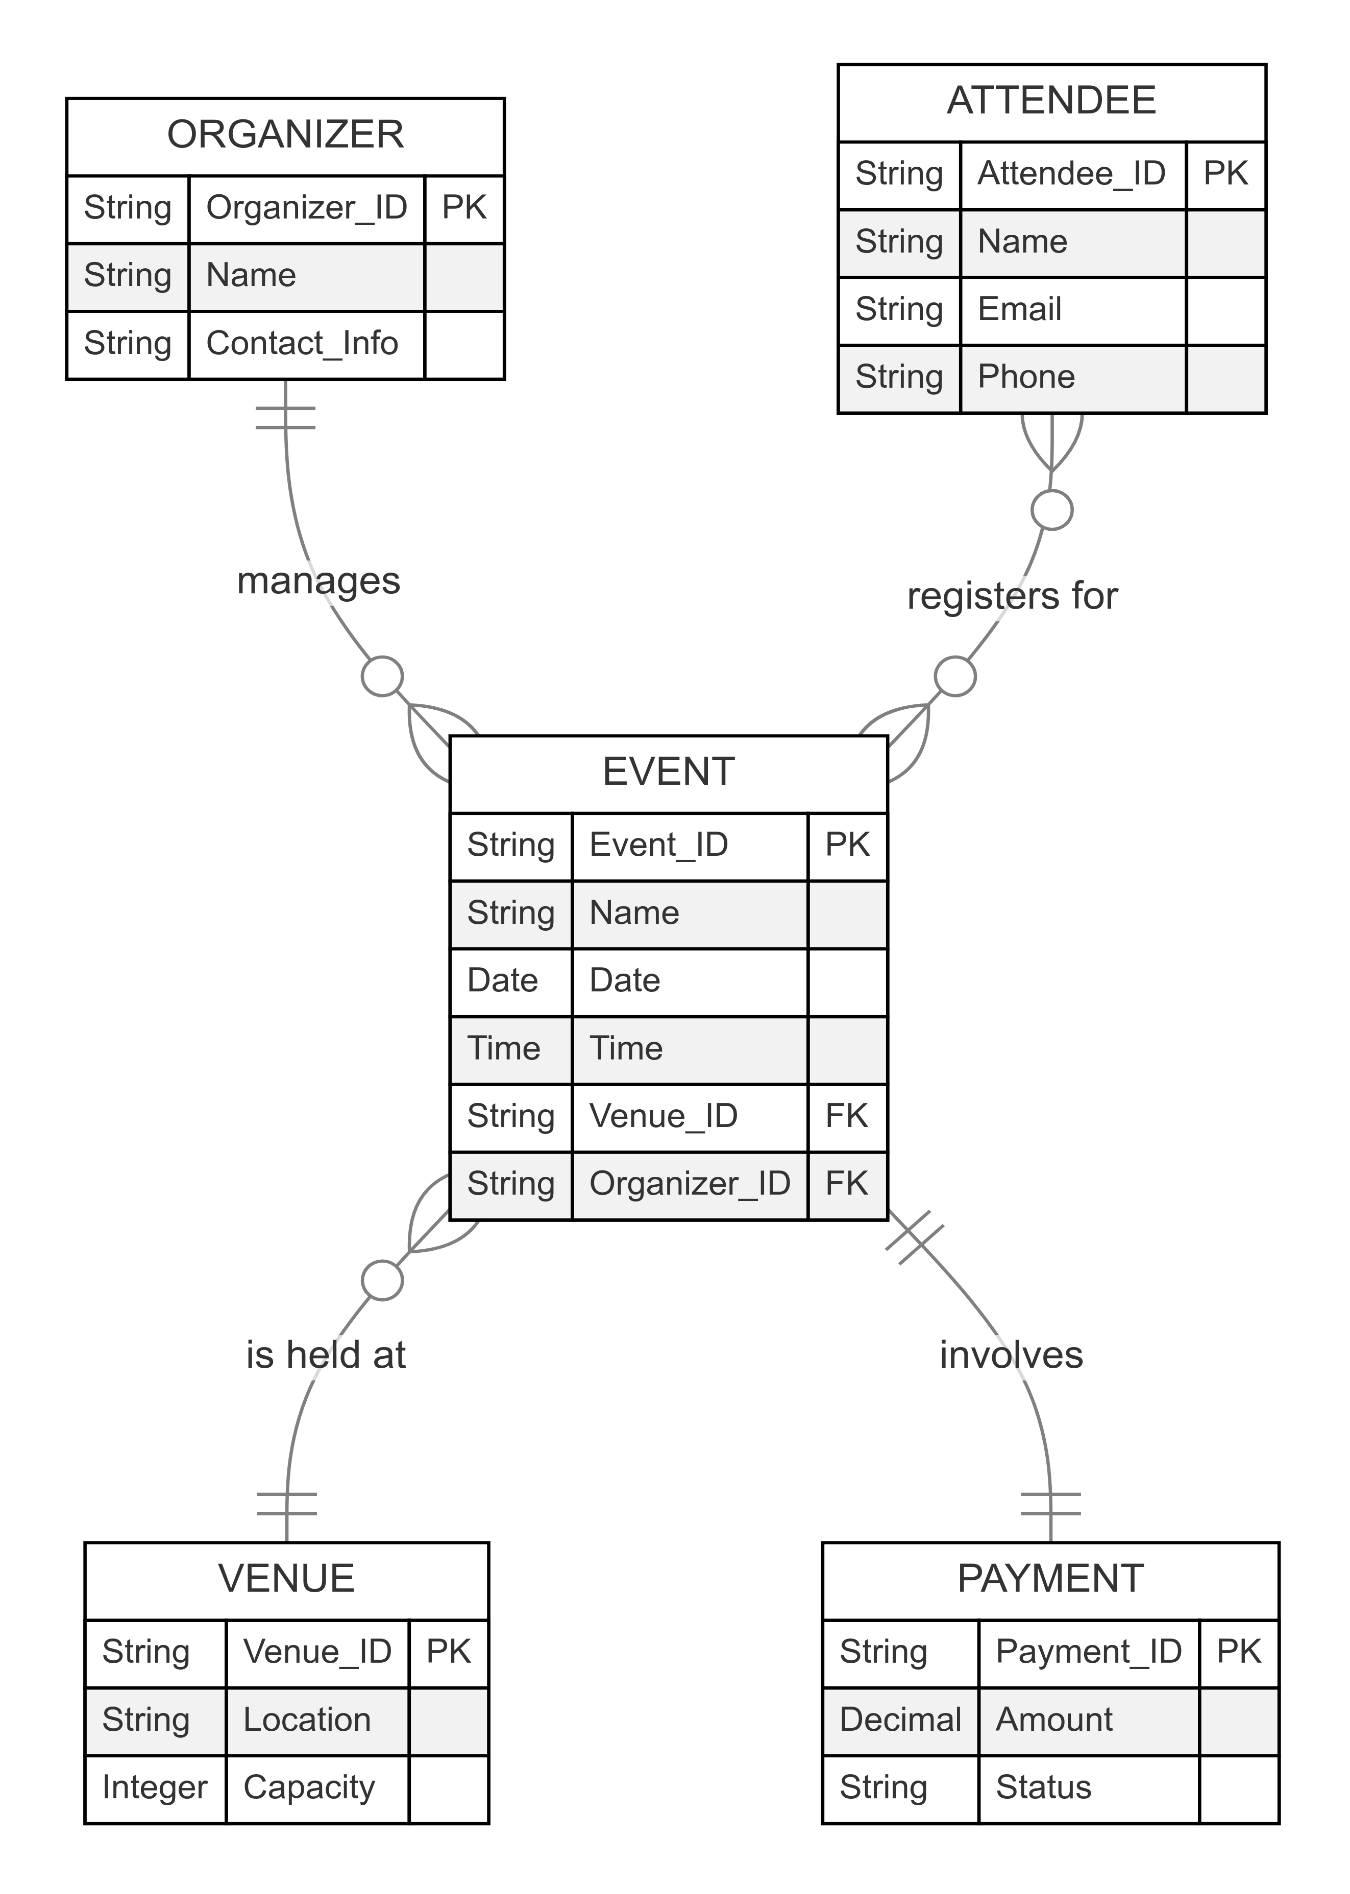 ORGANIZER
String Organizer_ID PK
String Name
String Contact_Info
ATTENDEE
String Attendee_ID PK
String Name
String Email
String Phone
manages
registers for
EVENT
String Event_ID PK
String Name
Date Date
Time Time
String Venue_ID FK
String Organizer_ID FK
is held at
involves
VENUE
String Venue_ID PK
String Location
Integer Capacity
PAYMENT
String Payment_ID PK
Decimal Amount
String Status